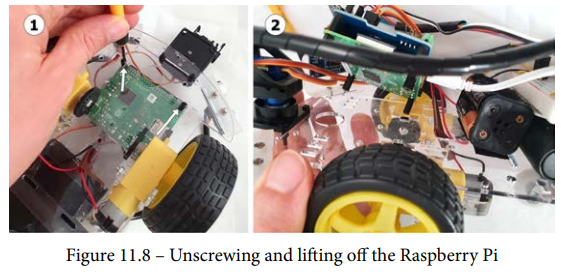 1
2
Figure 11.8 – Unscrewing and lifting off the Raspberry Pi